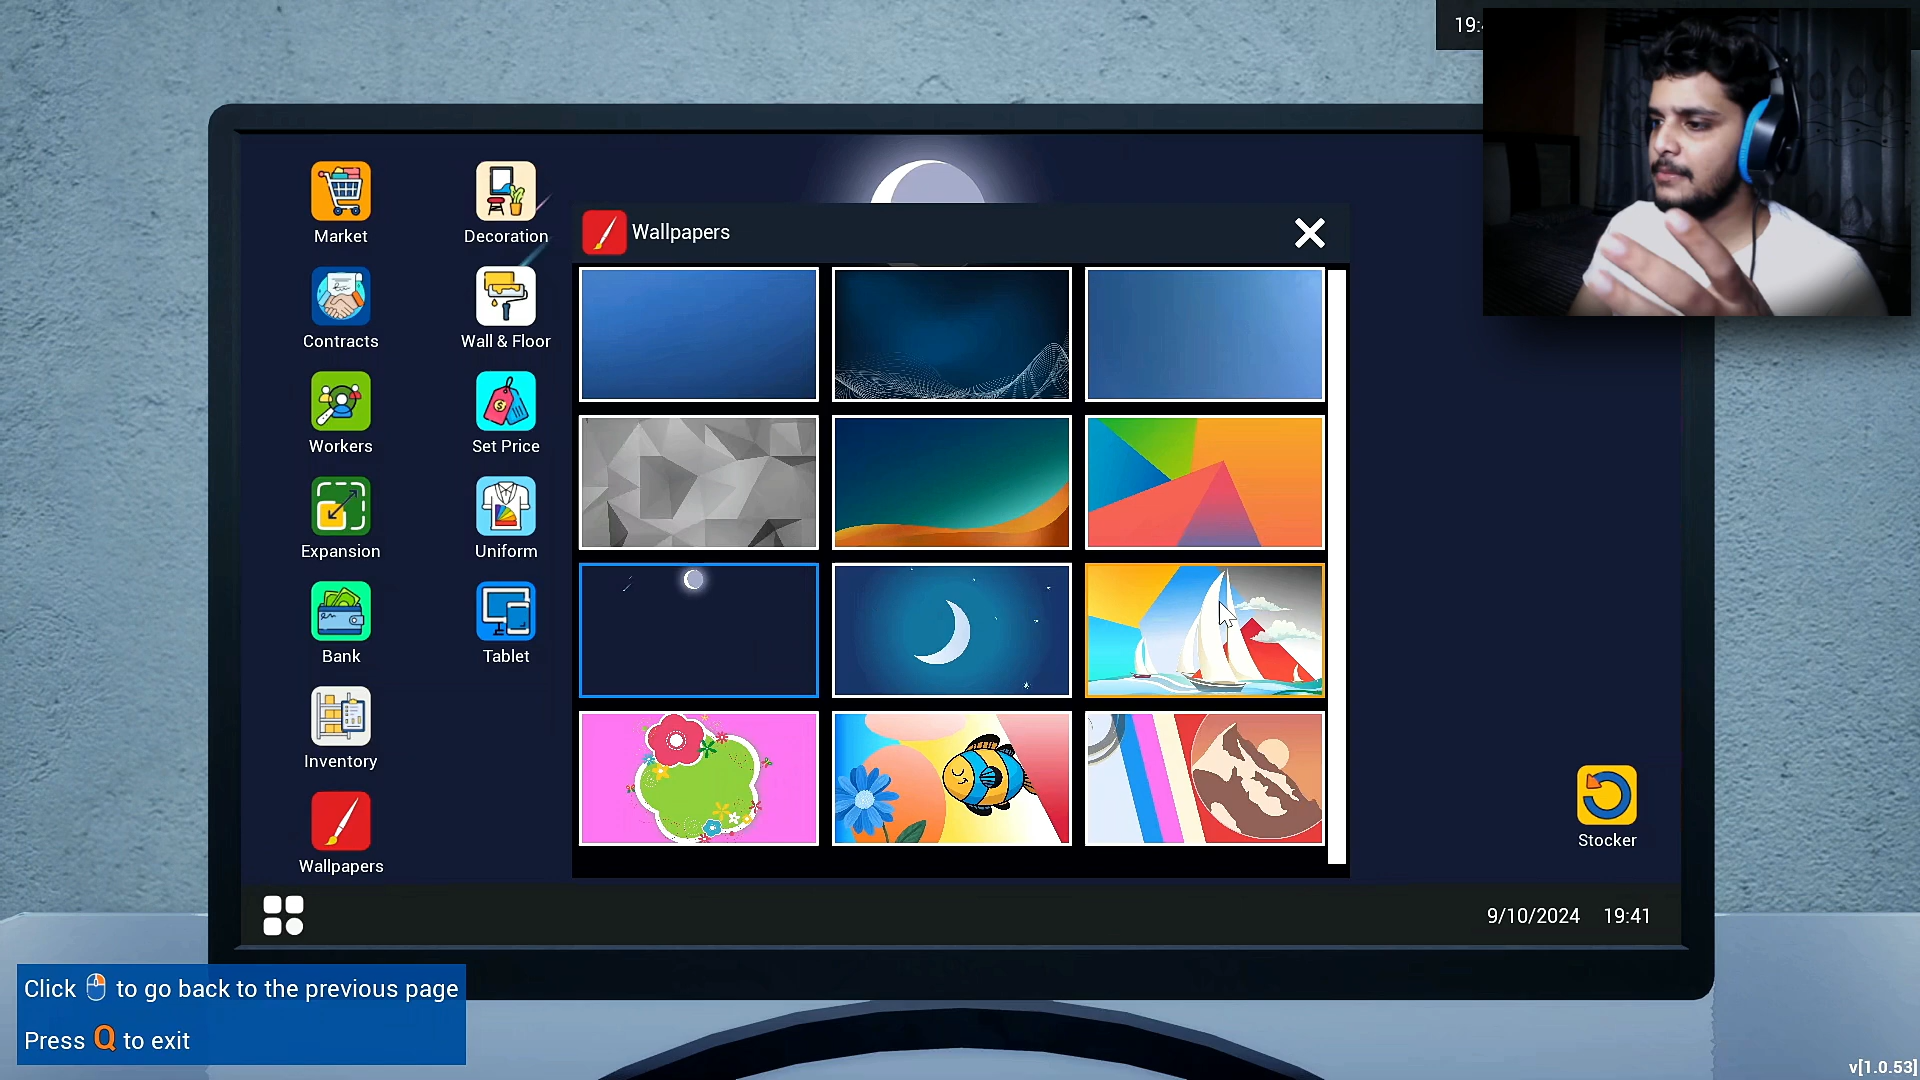 19:
Market
Decoration
Wallpapers
Contracts
Wall & Floor
Workers
Set Price
Expansion
Uniform
Bank
Tablet
Inventory
Wallpapers
Stocker
9/10/2024 19:41
Click to go back to the previous page
Press Q to exit
v[1.0.53]